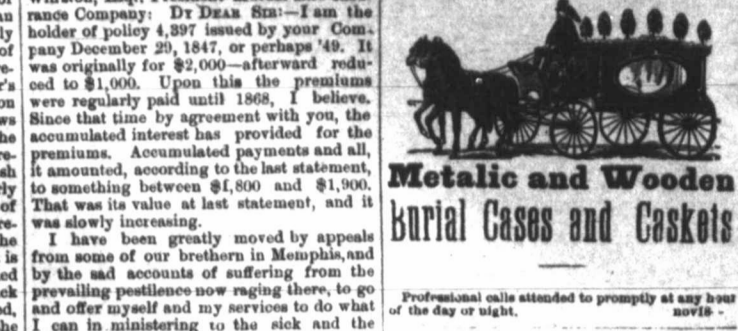 rance Company: DY DEAR SIR:—I am the
holder of policy 4,397 issued by your Com-
pany December 29, 1847, or perhaps '49. It
was originally for $2,000—afterward redu-
ced to $1,000. Upon this the premiums
were regularly paid until 1868, I believe.
Since that time by agreement with you, the
accumulated interest has provided for the
premiums. Accumulated payments and all,
it amounted, according to the last statement,
to something between $1,800 and $1,900.
That was its value at last statement, and it
was slowly increasing.
I have been greatly moved by appeals
from some of our brethern in Memphis,and
by the sad accounts of suffering from the
prevailing pestilence now raging there, to go
and offer myself and my services to do what
I can in ministering to the sick and the
Metalic and Wooden
Burial Cases and Caskets
Professional calls attended to promptly at any hour
of the day or night. nov18-